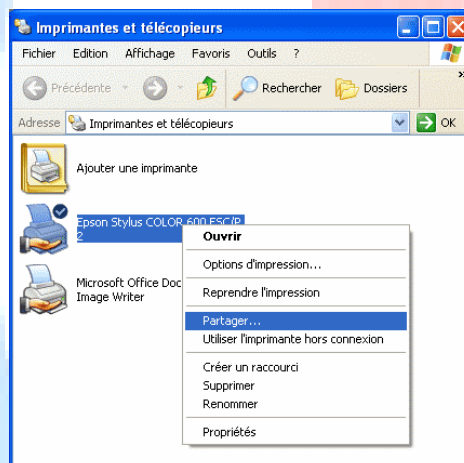 Imprimantes et télécopieurs
Fichier Edition Affichage Favoris Outils ?
Précédente Rechercher Dossiers »
Adresse Imprimantes et télécopieurs OK
Ajouter une imprimante
Epson Stylus COLOR 600 ESC/P
2
Microsoft Office Doc
Image Writer
Ouvrir
Options d'impression...
Reprendre l'impression
Partager...
Utiliser l'imprimante hors connexion
Créer un raccourci
Supprimer
Renommer
Propriétés